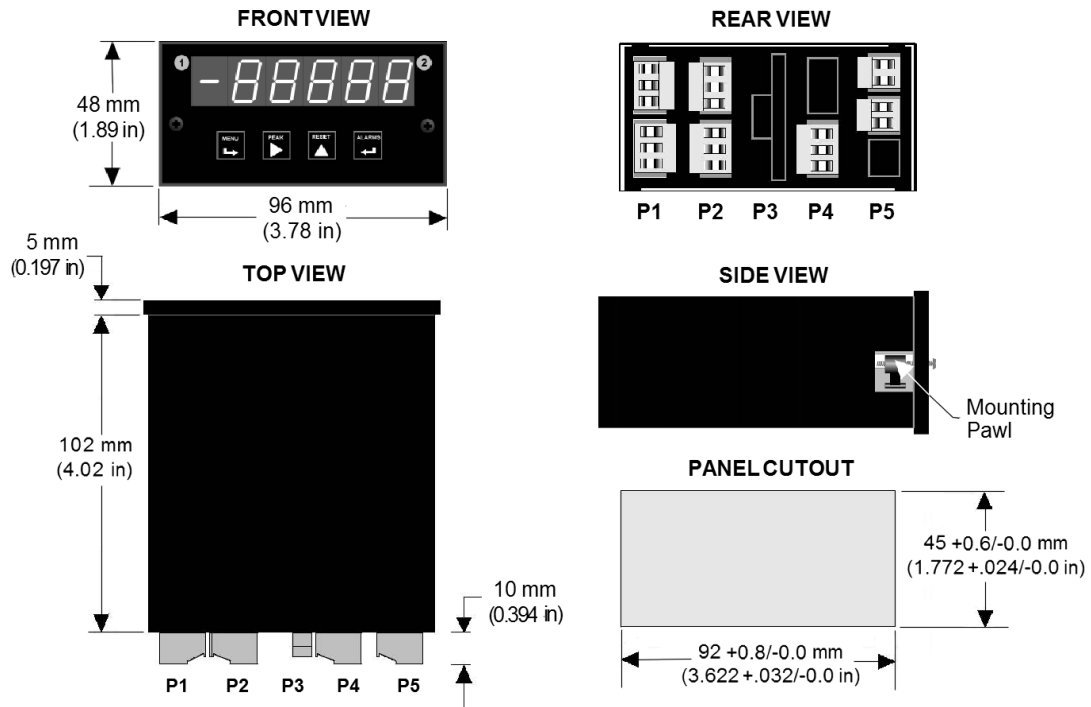 FRONT VIEW
1
-88888
2
MENU
PEAK
RESET
ALARMS
48 mm
(1.89 in)
96 mm
(3.78 in)
REAR VIEW
P1 P2 P3 P4 P5
5 mm
(0.197 in)
TOP VIEW
102 mm
(4.02 in)
10 mm
(0.394 in)
P1 P2 P3 P4 P5
SIDE VIEW
Mounting
Pawl
PANEL CUTOUT
45 +0.6/-0.0 mm
(1.772 +.024/-0.0 in)
92 +0.8/-0.0 mm
(3.622 +.032/-0.0 in)